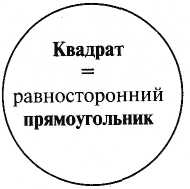 Квадрат
=
равносторонний
прямоугольник